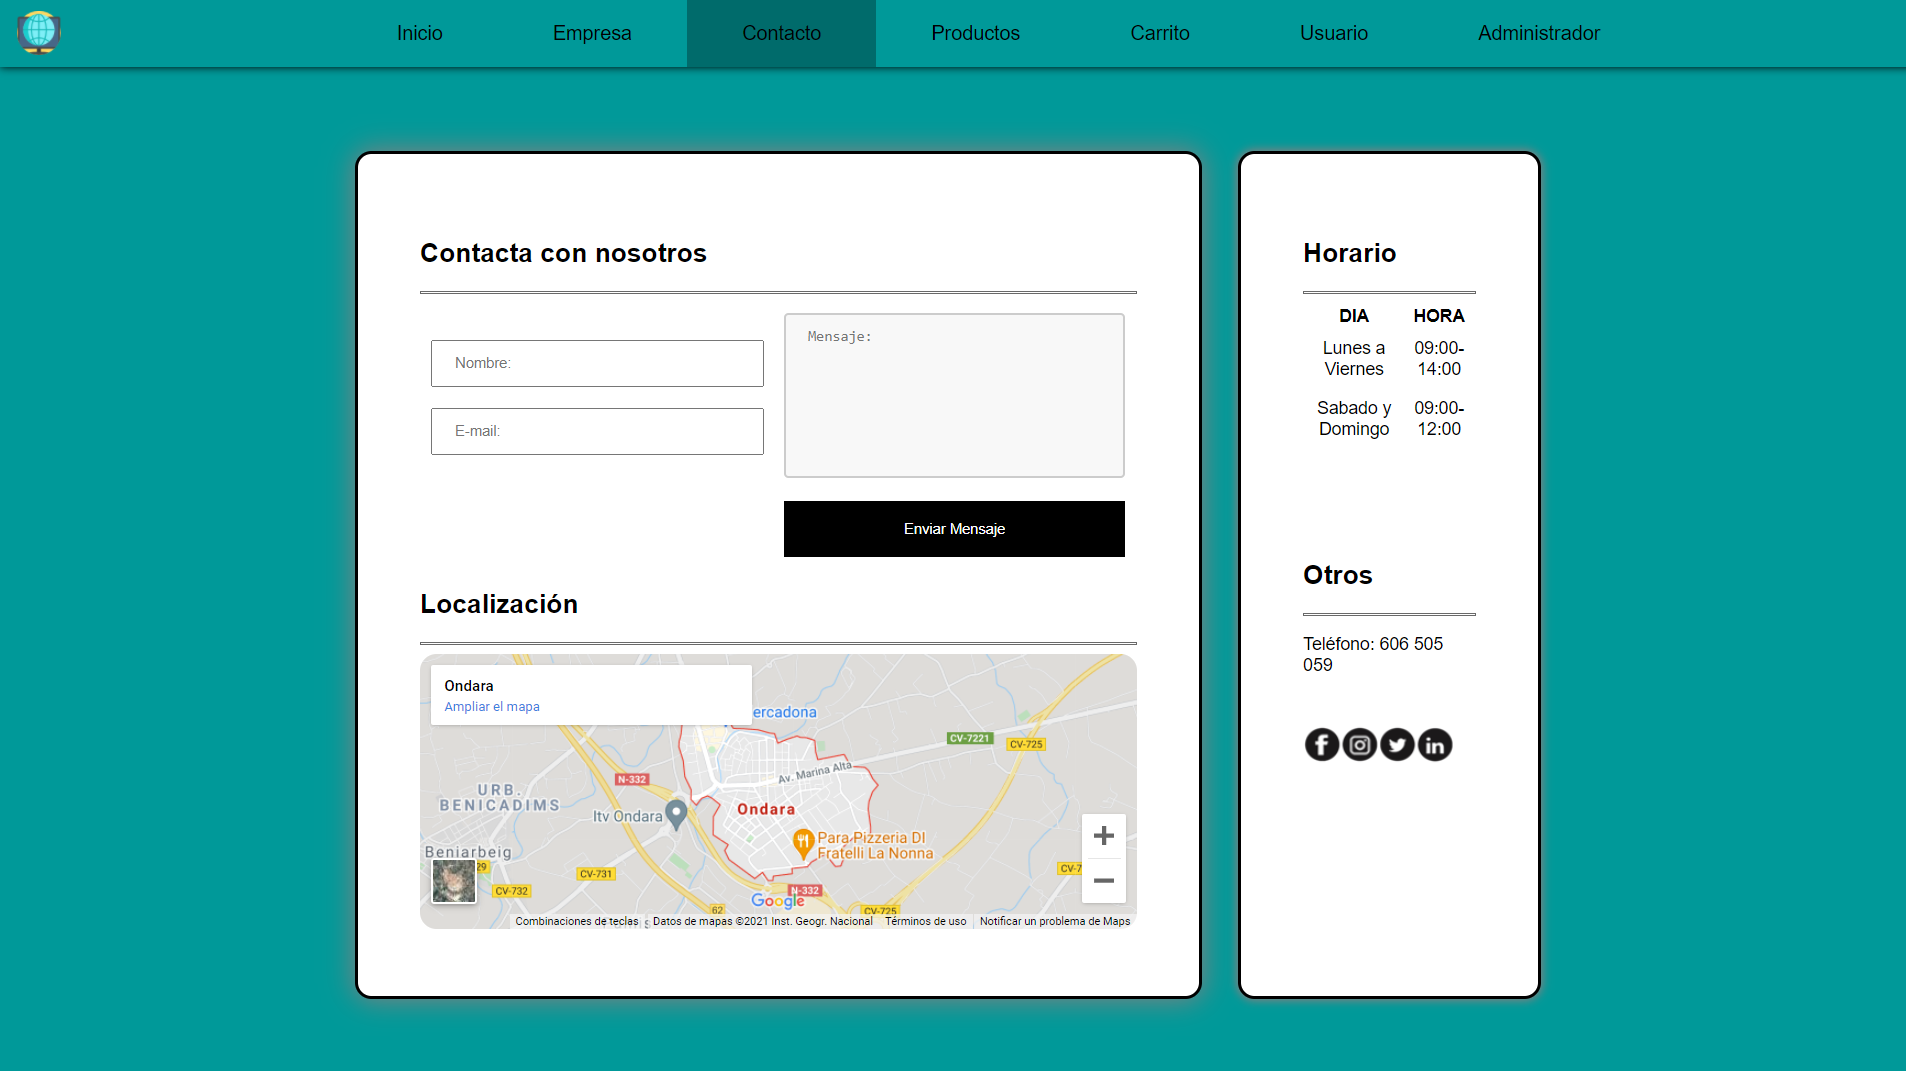 Inicio
Empresa
Contacto
Productos
Carrito
Usuario
Administrador
Contacta con nosotros
Nombre:
E-mail:
Mensaje:
Enviar Mensaje
Localización
Ondara
Ampliar el mapa
ercadona
CV-7221
CV-725
Av. Marina Alta
N-332
URB.
BENICADIMS
Itv Ondara
Ondara
Para Pizzeria DI
Fratelli La Nonna
Beniarbeig
29
CV-731
CV-7
CV-732
N-332
Google
62
CV-725
Combinaciones de teclas
Datos de mapas ©2021 Inst. Geogr. Nacional
Términos de uso
Notificar un problema de Maps
Horario
DIA HORA
Lunes a 09:00-
Viernes 14:00
Sabado y 09:00-
Domingo 12:00
Otros
Teléfono: 606 505
059